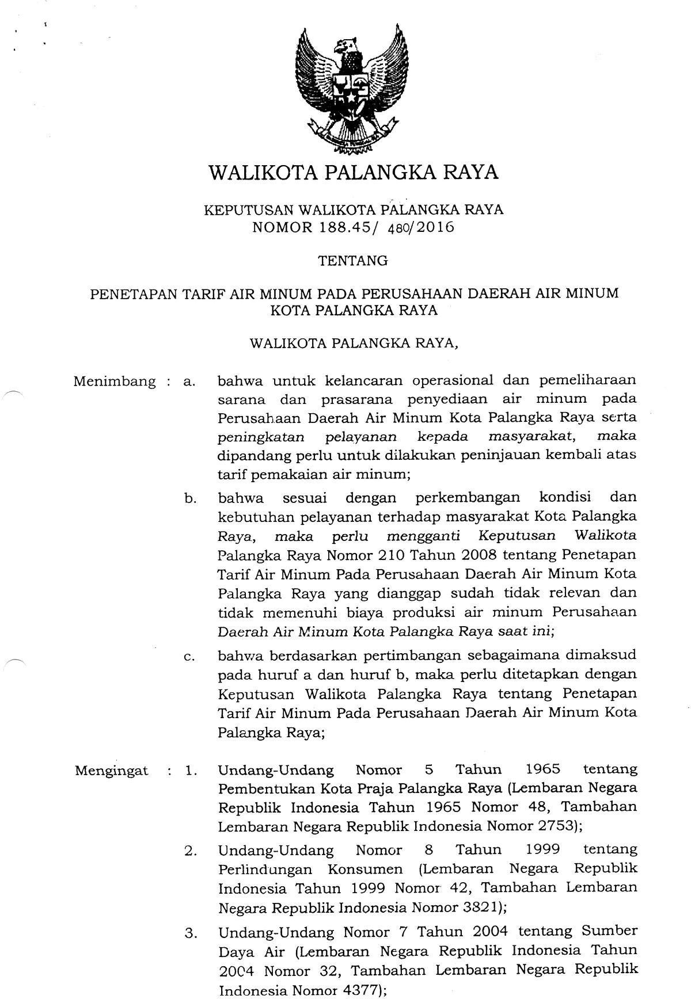 WALIKOTA PALANGKA RAYA
KEPUTUSAN WALIKOTA PALANGKA RAYA
NOMOR 188.45/ 480/2016
TENTANG
PENETAPAN TARIF AIR MINUM PADA PERUSAHAAN DAERAH AIR MINUM
KOTA PALANGKA RAYA
WALIKOTA PALANGKA RAYA,
Menimbang : a. bahwa untuk kelancaran operasional dan pemeliharaan
sarana dan prasarana penyediaan air minum pada
Perusahaan Daerah Air Minum Kota Palangka Raya serta
peningkatan pelayanan kepada masyarakat, maka
dipandang perlu untuk dilakukan peninjauan kembali atas
tarif pemakaian air minum;
b. bahwa sesuai dengan perkembangan kondisi dan
kebutuhan pelayanan terhadap masyarakat Kota Palangka
Raya, maka perlu mengganti Keputusan Walikota
Palangka Raya Nomor 210 Tahun 2008 tentang Penetapan
Tarif Air Minum Pada Perusahaan Daerah Air Minum Kota
Palangka Raya yang dianggap sudah tidak relevan dan
tidak memenuhi biaya produksi air minum Perusahaan
Daerah Air Minum Kota Palangka Raya saat ini;
c. bahwa berdasarkan pertimbangan sebagaimana dimaksud
pada huruf a dan huruf b, maka perlu ditetapkan dengan
Keputusan Walikota Palangka Raya tentang Penetapan
Tarif Air Minum Pada Perusahaan Daerah Air Minum Kota
Palangka Raya;
Mengingat : 1. Undang-Undang Nomor 5 Tahun 1965 tentang
Pembentukan Kota Praja Palangka Raya (Lembaran Negara
Republik Indonesia Tahun 1965 Nomor 48, Tambahan
Lembaran Negara Republik Indonesia Nomor 2753);
2. Undang-Undang Nomor 8 Tahun 1999 tentang
Perlindungan Konsumen (Lembaran Negara Republik
Indonesia Tahun 1999 Nomor 42, Tambahan Lembaran
Negara Republik Indonesia Nomor 3821);
3. Undang-Undang Nomor 7 Tahun 2004 tentang Sumber
Daya Air (Lembaran Negara Republik Indonesia Tahun
2004 Nomor 32, Tambahan Lembaran Negara Republik
Indonesia Nomor 4377);